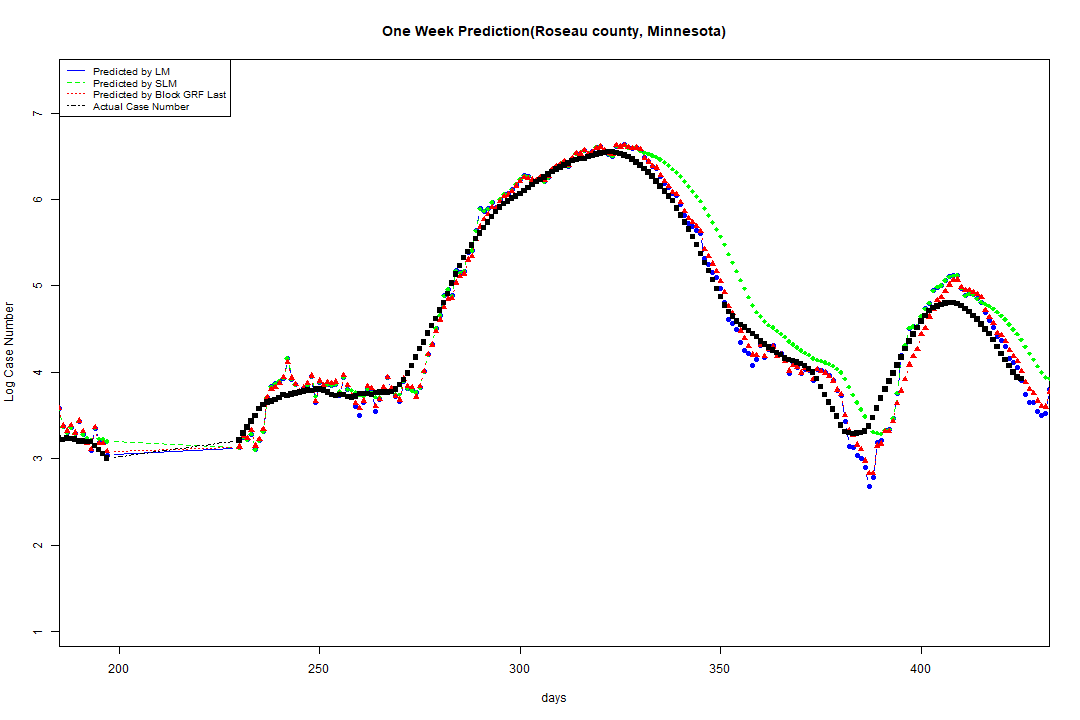 One Week Prediction(Roseau county, Minnesota)
Predicted by LM
Predicted by SLM
Predicted by Block GRF Last
Actual Case Number
7
6
5
4
3
2
1
Log Case Number
200 250 300 350 400
days